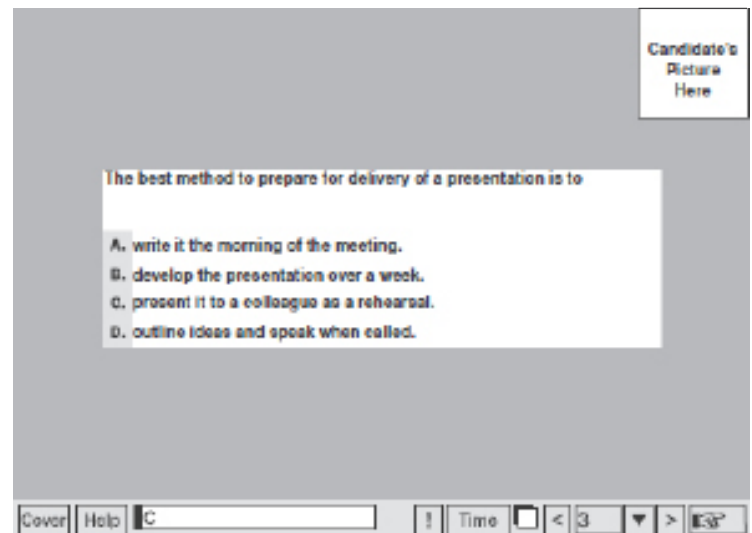 Candidate's
Picture
Here
The best method to prepare for delivery of a presentation is to
A. write it the morning of the meeting.
B. develop the presentation over a week.
C. present it to a colleague as a rehearsal.
D. outline ideas and speak when called.
Cover Help C ! Time < 3 ▼ > ☞